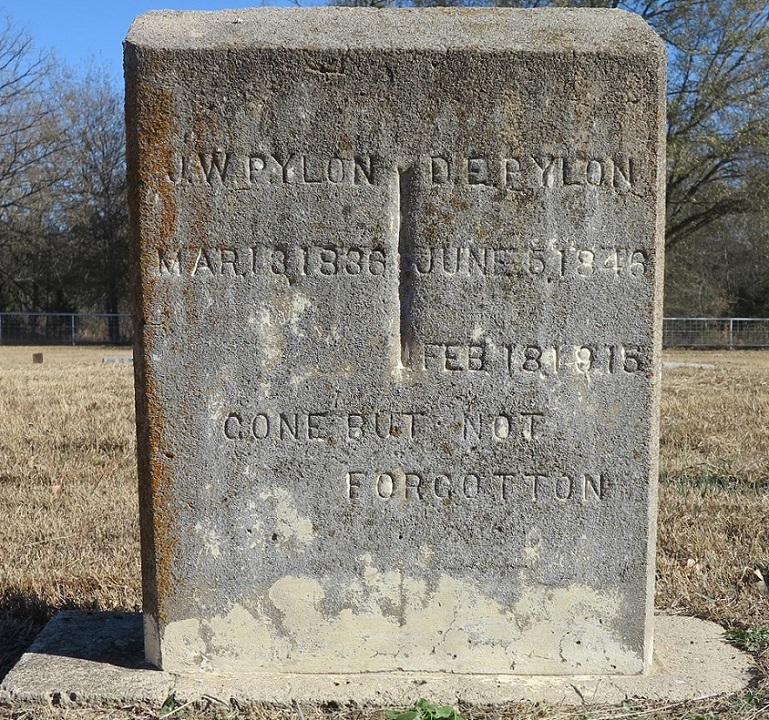 J.W.PYLON D.E.PYLON
MAR.13 1836 JUNE 5,1846
FEB 18 1915
GONE BUT NOT
FORGOTTON